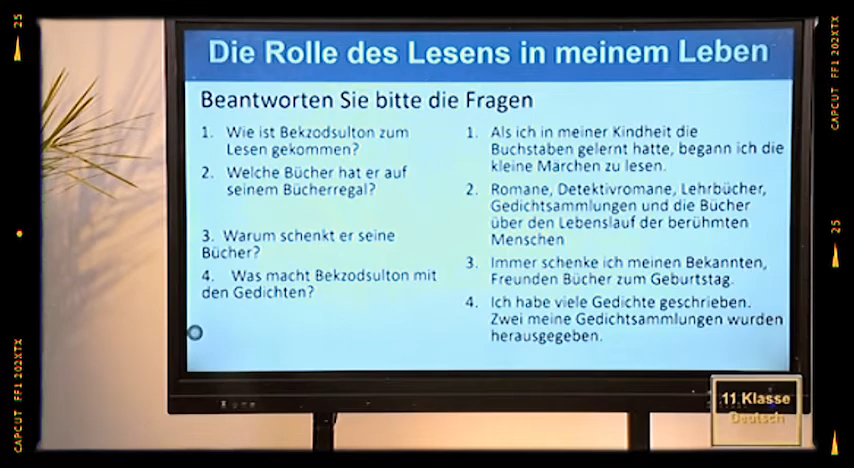 Die Rolle des Lesens in meinem Leben
Beantworten Sie bitte die Fragen
1. Wie ist Bekzodsulton zum
Lesen gekommen?
2. Welche Bücher hat er auf
seinem Bücherregal?
3. Warum schenkt er seine
Bücher?
4. Was macht Bekzodsulton mit
den Gedichten?
1. Als ich in meiner Kindheit die
Buchstaben gelernt hatte, begann ich die
kleine Märchen zu lesen.
2. Romane, Detektivromane, Lehrbücher,
Gedichtsammlungen und die Bücher
über den Lebenslauf der berühmten
Menschen
3. Immer schenke ich meinen Bekannten,
Freunden Bücher zum Geburtstag.
4. Ich habe viele Gedichte geschrieben.
Zwei meine Gedichtsammlungen wurden
herausgegeben.
11 Klasse
Deutsch
25
CAPCUT FF1 202XTX
CAPCUT FF1 202XTX
25